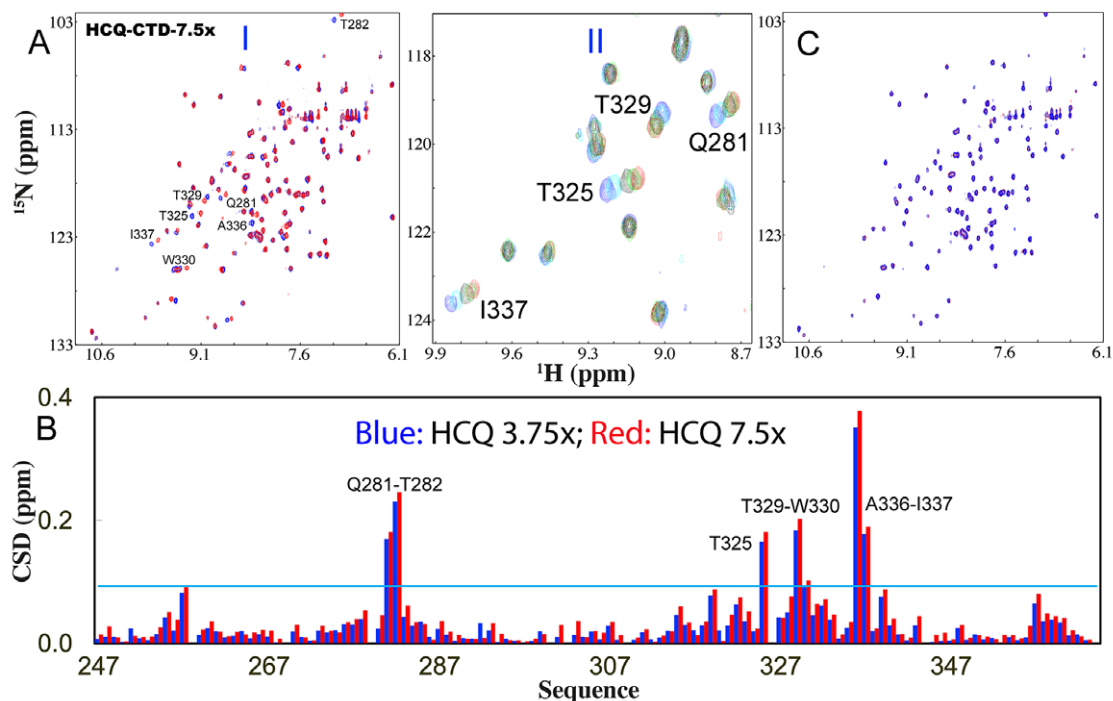 A
HCQ-CTD-7.5x
I
T282
103
113
123
133
¹⁵N (ppm)
T329
T325
Q281
A336
I337
W330
10.6
9.1
7.6
6.1
II
118
120
122
124
T329
Q281
T325
I337
9.9
9.6
9.3
9.0
8.7
¹H (ppm)
C
103
113
123
133
10.6
9.1
7.6
6.1
B
Blue: HCQ 3.75x; Red: HCQ 7.5x
0.4
0.2
0.0
CSD (ppm)
Q281-T282
T325
T329-W330
A336-I337
247
267
287
307
327
347
Sequence